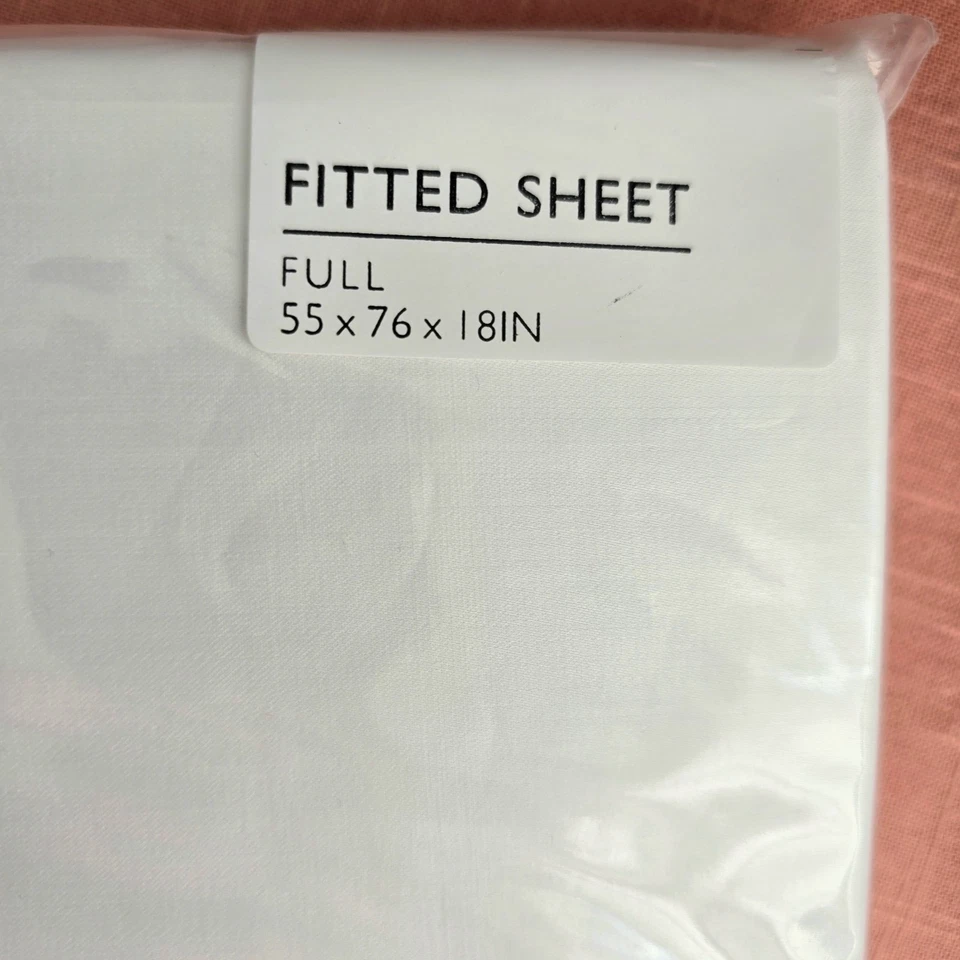 FITTED SHEET
FULL
55 x 76 x 18IN